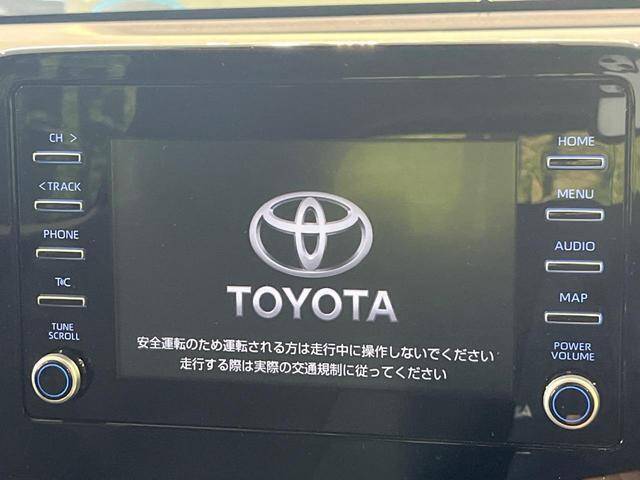 CH >
< TRACK
PHONE
T@C
TUNE
SCROLL
TOYOTA
安全運転のため運転される方は走行中に操作しないでください
走行する際は実際の交通規制に従ってください
HOME
MENU
AUDIO
MAP
POWER
VOLUME